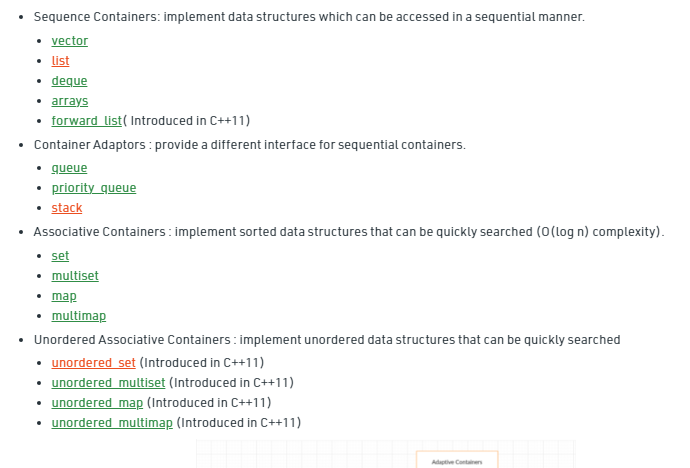 Sequence Containers: implement data structures which can be accessed in a sequential manner.
vector
list
deque
arrays
forward_list( Introduced in C++11)
Container Adaptors : provide a different interface for sequential containers.
queue
priority_queue
stack
Associative Containers : implement sorted data structures that can be quickly searched (O(log n) complexity).
set
multiset
map
multimap
Unordered Associative Containers : implement unordered data structures that can be quickly searched
unordered_set (Introduced in C++11)
unordered_multiset (Introduced in C++11)
unordered_map (Introduced in C++11)
unordered_multimap (Introduced in C++11)
Adaptive Containers